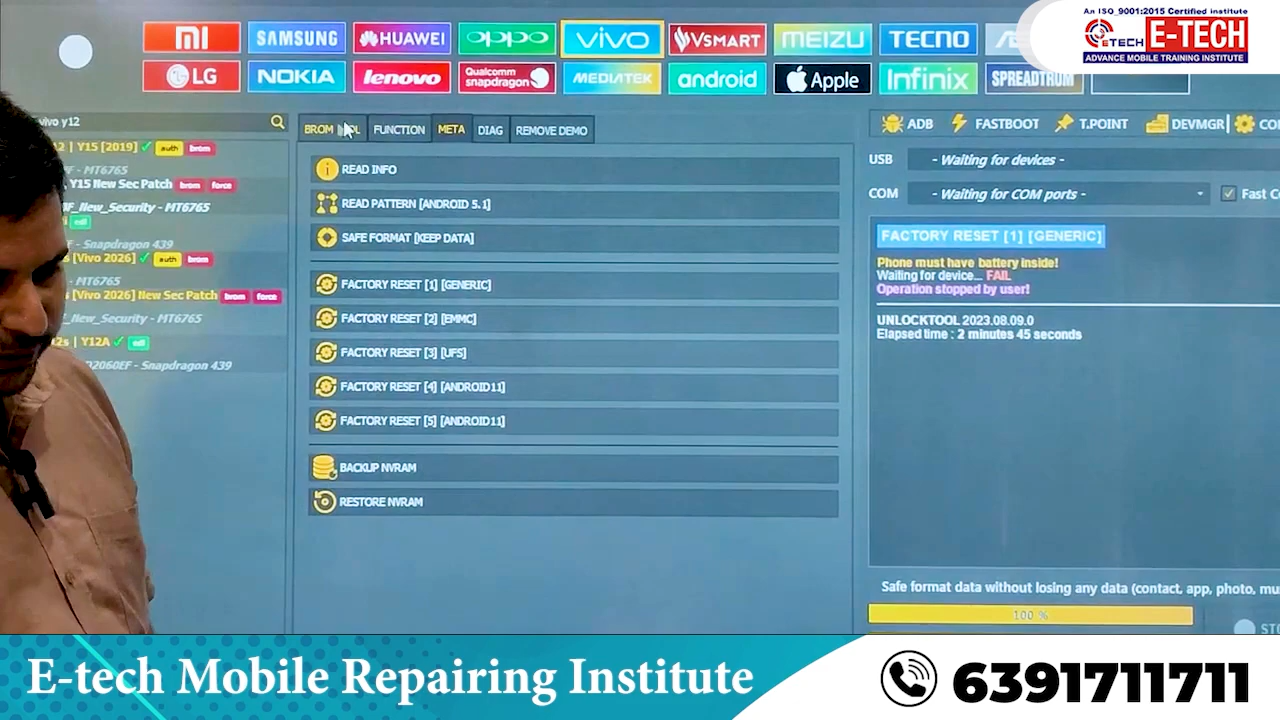 An ISO 9001:2015 Certified institute
ETECH E-TECH
ADVANCE MOBILE TRAINING INSTITUTE
SAMSUNG HUAWEI oppo vivo VSMART MEIZU TECNO
LG NOKIA lenovo Qualcomm snapdragon MEDIATEK android Apple Infinix SPREADTRUM
vivo y12
BROM FUNCTION META DIAG REMOVE DEMO
ADB FASTBOOT T.POINT DEVMGR
Y15 [2019] auth brom
MT6765
Y15 New Sec Patch brom force
New_Security - MT6765
edl
- Snapdragon 439
[Vivo 2026] auth brom
- MT6765
[Vivo 2026] New Sec Patch brom force
New_Security - MT6765
Y12A edl
- Snapdragon 439
READ INFO
READ PATTERN [ANDROID 5.1]
SAFE FORMAT [KEEP DATA]
FACTORY RESET [1] [GENERIC]
FACTORY RESET [2] [EMMC]
FACTORY RESET [3] [UFS]
FACTORY RESET [4] [ANDROID11]
FACTORY RESET [5] [ANDROID11]
BACKUP NVRAM
RESTORE NVRAM
USB - Waiting for devices -
COM - Waiting for COM ports - Fast
FACTORY RESET [1] [GENERIC]
Phone must have battery inside!
Waiting for device... FAIL
Operation stopped by user!
UNLOCKTOOL 2023.08.09.0
Elapsed time : 2 minutes 45 seconds
Safe format data without losing any data (contact, app, photo,
100 %
E-tech Mobile Repairing Institute
6391711711